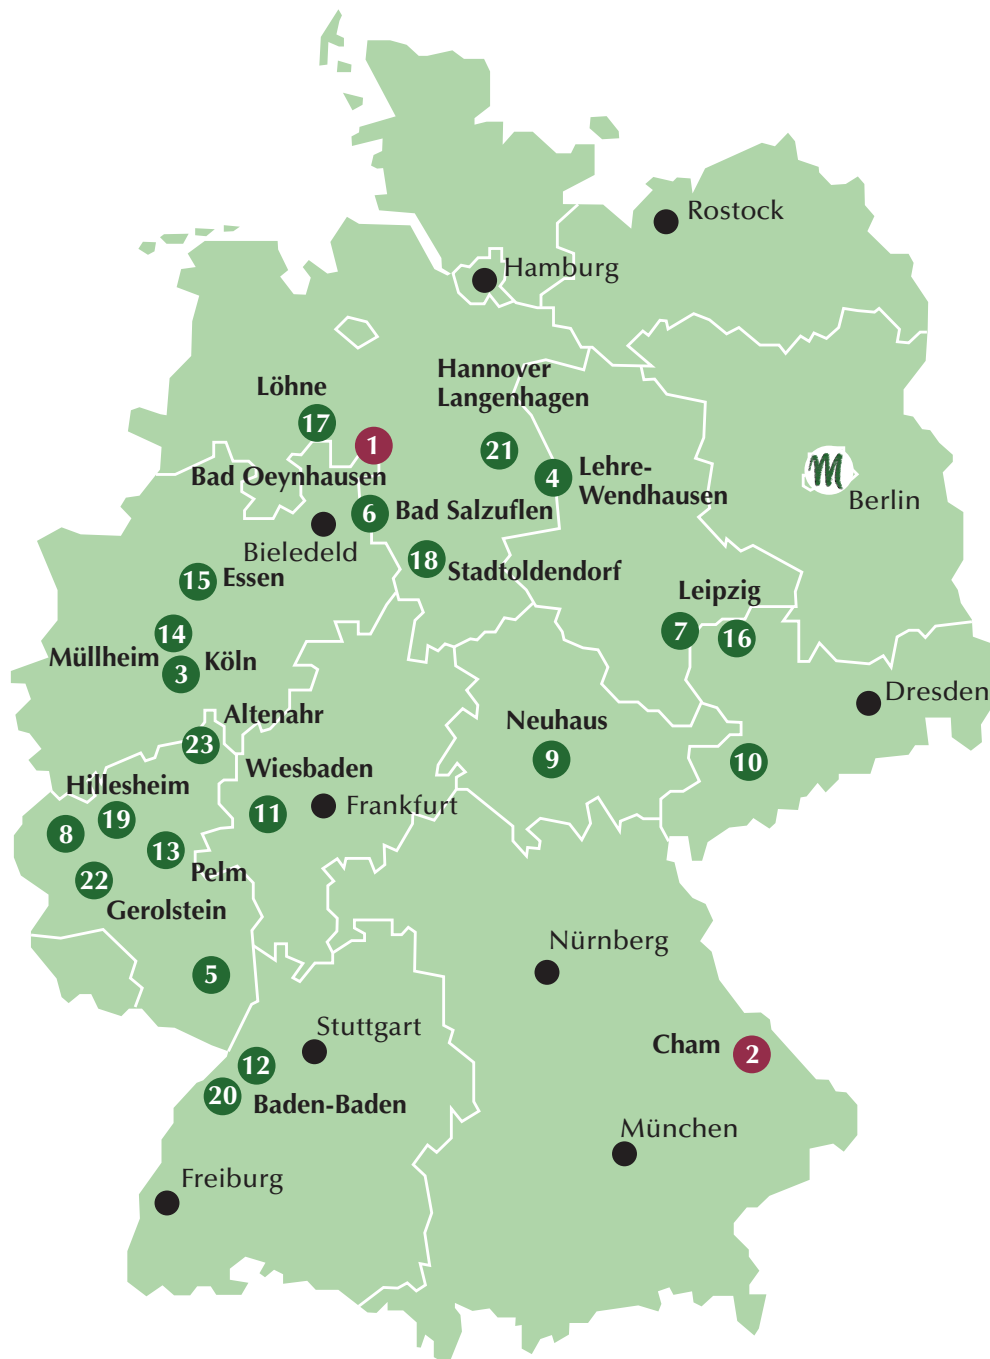 Rostock
Hamburg
Hannover
Langenhagen
Löhne
17
1
21
4
Lehre-
Wendhausen
Bad Oeynhausen
M
Berlin
6
Bad Salzuflen
Bieledeld
18
Stadtoldendorf
15
Essen
Leipzig
7
16
14
Müllheim
Köln
3
Dresden
Altenahr
23
Neuhaus
9
10
Wiesbaden
Hillesheim
11
Frankfurt
19
8
13
Pelm
22
Gerolstein
Nürnberg
5
Stuttgart
Cham
2
12
20
Baden-Baden
München
Freiburg